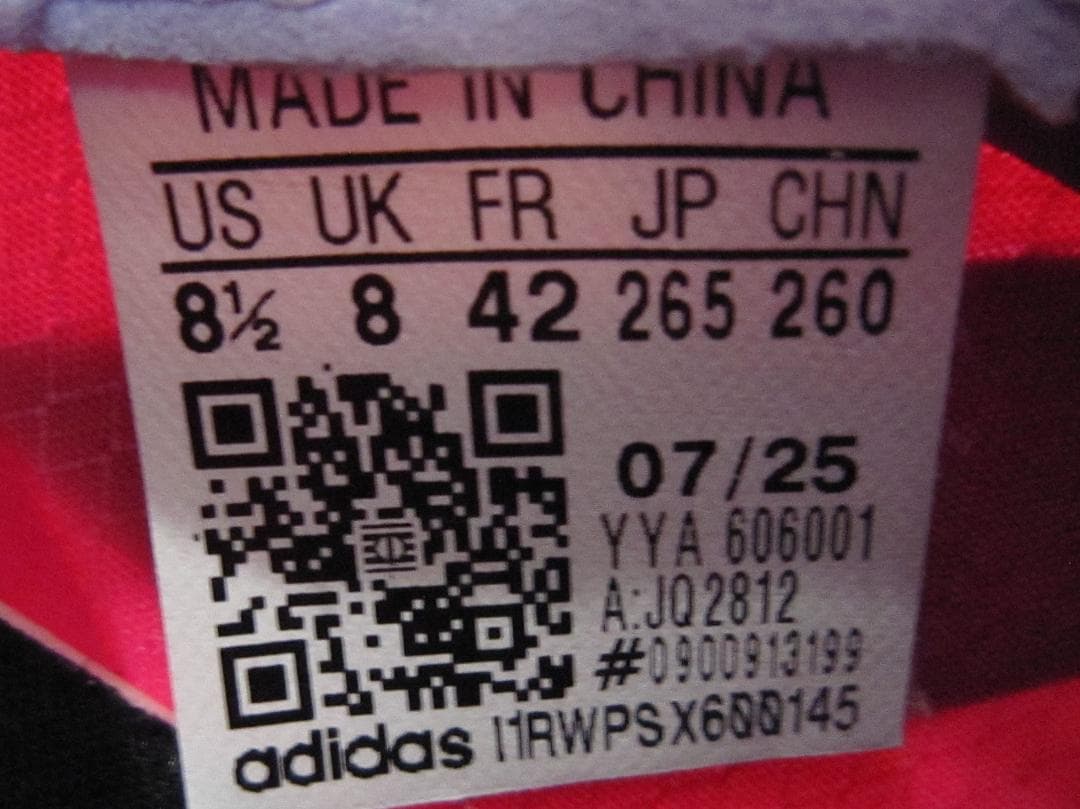 MADE IN CHINA
US UK FR JP CHN
8½ 8 42 265 260
07/25
YYA 606001
A:JQ2812
#0900913199
adidas I1RWPSX600145